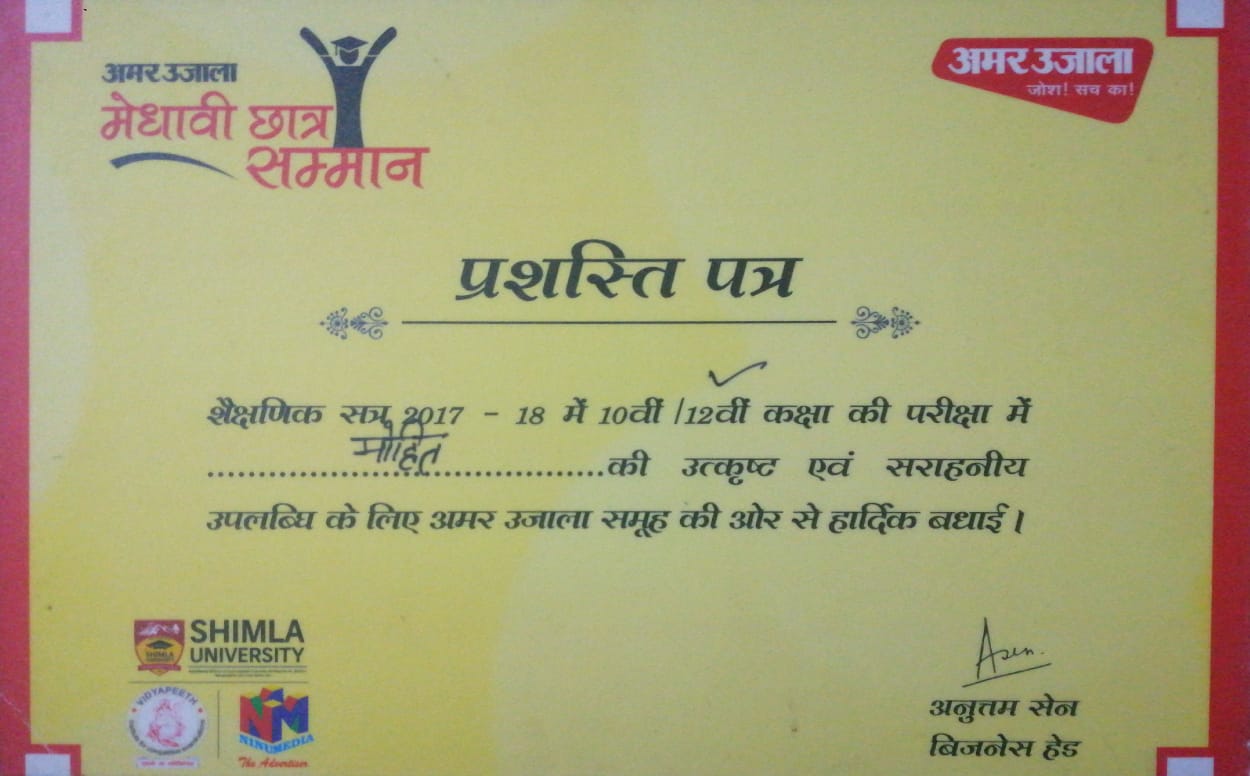 अमर उजाला
मेधावी छात्र
सम्मान
अमर उजाला
जोश! सच का!
प्रशस्ति पत्र
शैक्षणिक सत्र 2017 - 18 में 10वीं /12वीं कक्षा की परीक्षा में
मोहित की उत्कृष्ट एवं सराहनीय
उपलब्धि के लिए अमर उजाला समूह की ओर से हार्दिक बधाई।
SHIMLA
UNIVERSITY
VIDYAPEETH
NM
NINUMEDIA
The Advertiser
Asen.
अनुत्तम सेन
बिजनेस हेड